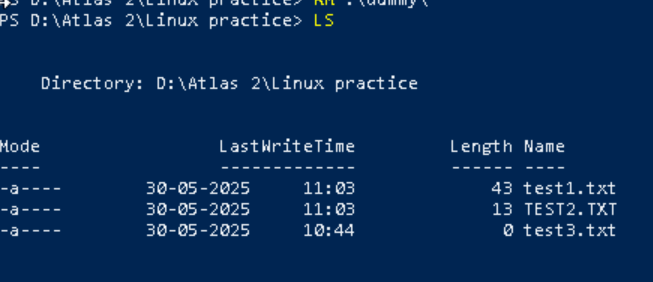 PS D:\Atlas 2\Linux practice> RM .\dummy\
PS D:\Atlas 2\Linux practice> LS
Directory: D:\Atlas 2\Linux practice
Mode LastWriteTime Length Name
---- ------------- ------ ----
-a---- 30-05-2025 11:03 43 test1.txt
-a---- 30-05-2025 11:03 13 TEST2.TXT
-a---- 30-05-2025 10:44 0 test3.txt